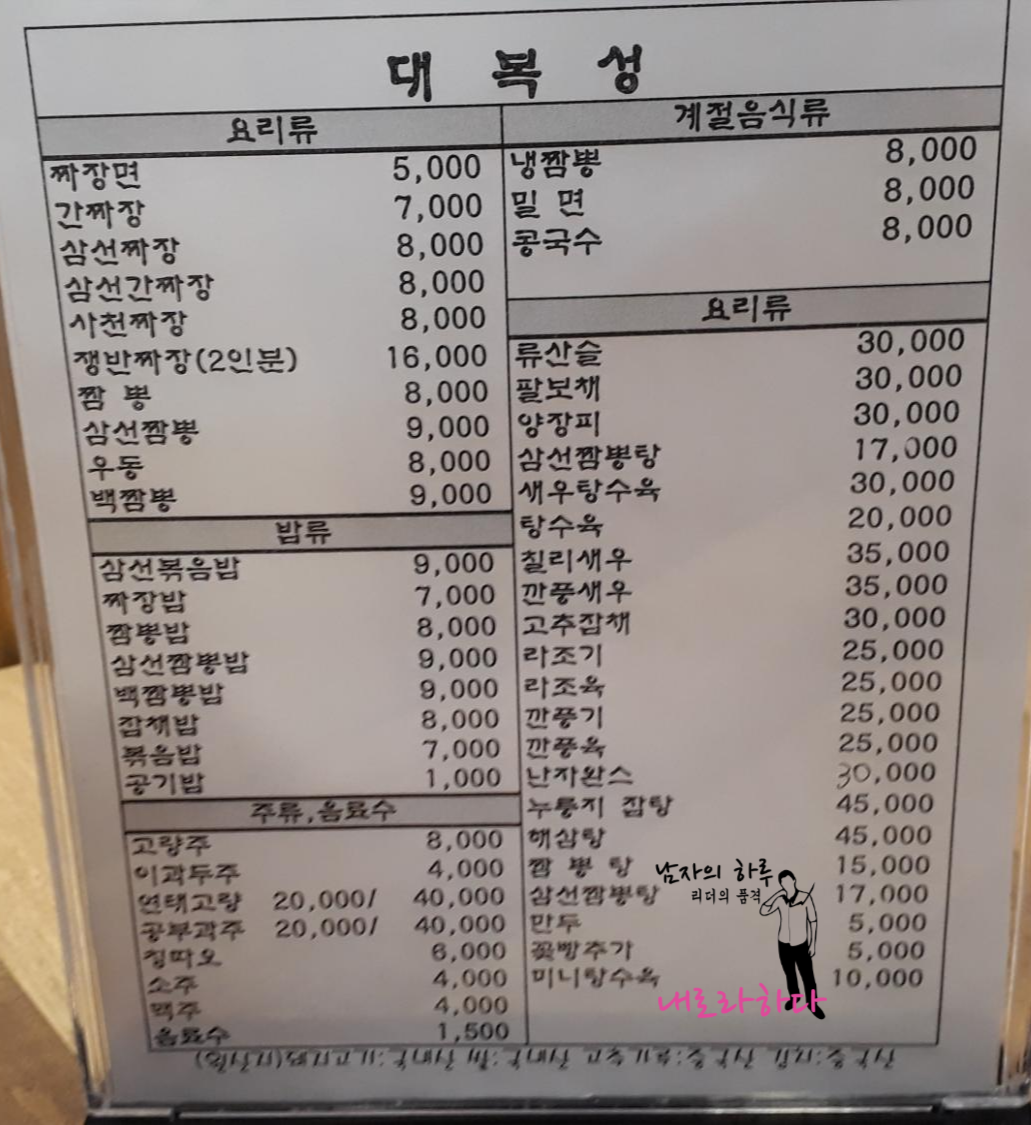 대 복 성
요리류
짜장면 5,000
간짜장 7,000
삼선짜장 8,000
삼선간짜장 8,000
사천짜장 8,000
쟁반짜장(2인분) 16,000
짬 뽕 8,000
삼선짬뽕 9,000
우동 8,000
백짬뽕 9,000
밥류
삼선볶음밥 9,000
짜장밥 7,000
짬뽕밥 8,000
삼선짬뽕밥 9,000
백짬뽕밥 9,000
잡채밥 8,000
볶음밥 7,000
공기밥 1,000
주류,음료수
고량주 8,000
이과두주 4,000
연태고량 20,000/ 40,000
공부과주 20,000/ 40,000
칭따오 6,000
소주 4,000
맥주 4,000
음료수 1,500
계절음식류
냉짬뽕 8,000
밀 면 8,000
콩국수 8,000
요리류
류산슬 30,000
팔보채 30,000
양장피 30,000
삼선짬뽕탕 17,000
새우탕수육 30,000
탕수육 20,000
칠리새우 35,000
깐풍새우 35,000
고추잡채 30,000
라조기 25,000
라조육 25,000
깐풍기 25,000
깐풍육 25,000
난자완스 30,000
누룽지 잡탕 45,000
해삼탕 45,000
짬 뽕 탕 15,000
삼선짬뽕탕 17,000
만두 5,000
꽃빵추가 5,000
미니탕수육 10,000
남자의 하루
리더의 품격
내로라하다